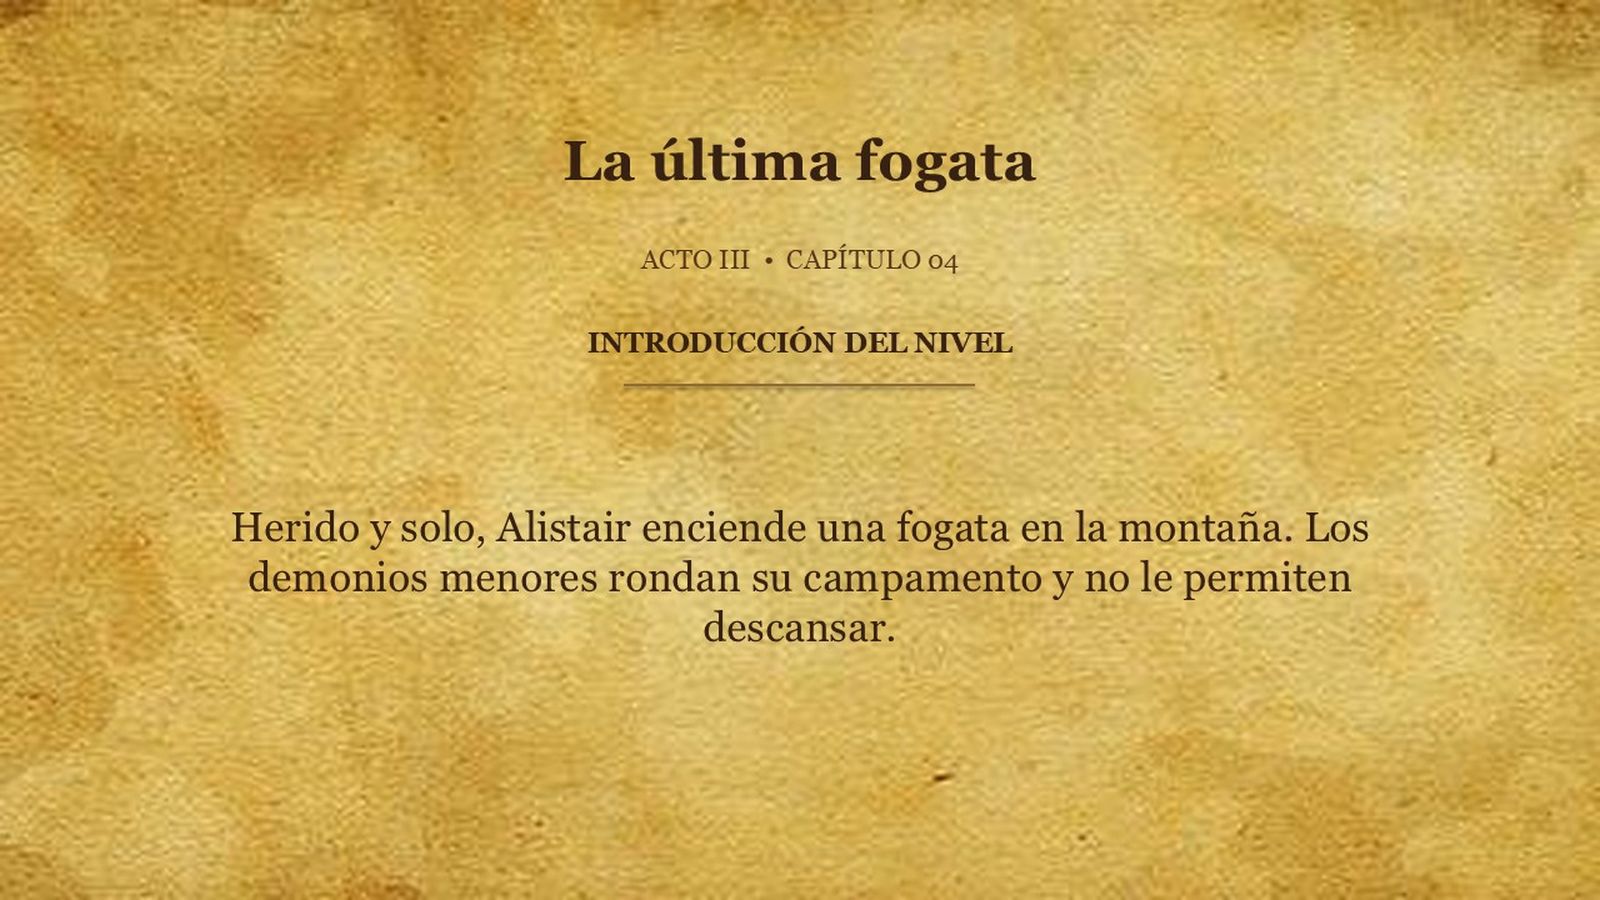 La última fogata
ACTO III • CAPÍTULO 04
INTRODUCCIÓN DEL NIVEL
Herido y solo, Alistair enciende una fogata en la montaña. Los
demonios menores rondan su campamento y no le permiten
descansar.